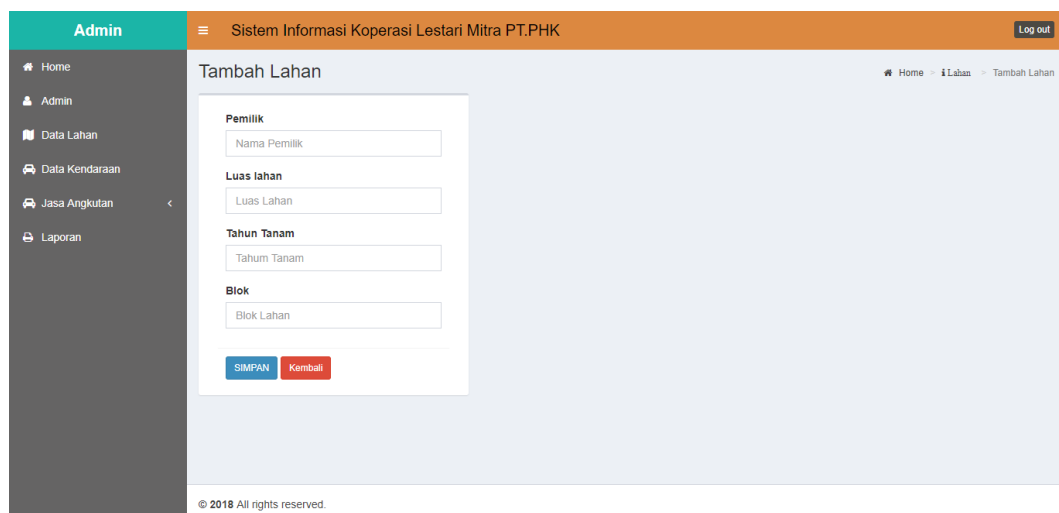 Admin
Sistem Informasi Koperasi Lestari Mitra PT.PHK
Log out
Home
Admin
Data Lahan
Data Kendaraan
Jasa Angkutan
Laporan
Tambah Lahan
Home > i Lahan > Tambah Lahan
Pemilik
Nama Pemilik
Luas lahan
Luas Lahan
Tahun Tanam
Tahum Tanam
Blok
Blok Lahan
SIMPAN Kembali
© 2018 All rights reserved.